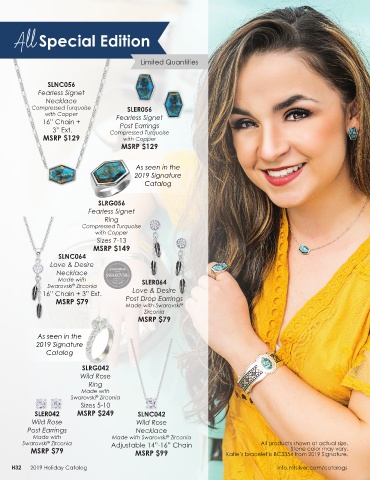 All Special Edition
Limited Quantities
SLNC056
Fearless Signet
Necklace
Compressed Turquoise
with Copper
16" Chain +
3" Ext.
MSRP $129
SLER056
Fearless Signet
Post Earrings
Compressed Turquoise
with Copper
MSRP $129
As seen in the
2019 Signature
Catalog
SLRG056
Fearless Signet
Ring
Compressed Turquoise
with Copper
Sizes 7-13
MSRP $149
SLNC064
Love & Desire
Necklace
Made with
Swarovski® Zirconia
16" Chain + 3" Ext.
MSRP $79
SLER064
Love & Desire
Post Drop Earrings
Made with Swarovski®
Zirconia
MSRP $79
As seen in the
2019 Signature
Catalog
SLRG042
Wild Rose
Ring
Made with
Swarovski® Zirconia
Sizes 5-10
MSRP $249
SLER042
Wild Rose
Post Earrings
Made with
Swarovski® Zirconia
MSRP $79
SLNC042
Wild Rose
Necklace
Made with Swarovski® Zirconia
Adjustable 14"-16" Chain
MSRP $99
All products shown at actual size.
Stone color may vary.
Katie's bracelet is BC3354 from 2019 Signature.
H32 2019 Holiday Catalog